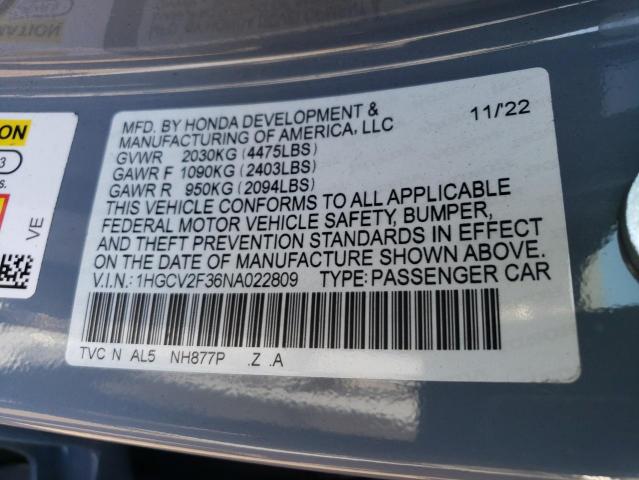 MFD. BY HONDA DEVELOPMENT & 11/'22
MANUFACTURING OF AMERICA, LLC
GVWR 2030KG (4475LBS)
GAWR F 1090KG (2403LBS)
GAWR R 950KG (2094LBS)
THIS VEHICLE CONFORMS TO ALL APPLICABLE
FEDERAL MOTOR VEHICLE SAFETY, BUMPER,
AND THEFT PREVENTION STANDARDS IN EFFECT
ON THE DATE OF MANUFACTURE SHOWN ABOVE.
V.I.N.: 1HGCV2F36NA022809 TYPE: PASSENGER CAR
TVC N AL5 NH877P .Z .A
VE
3